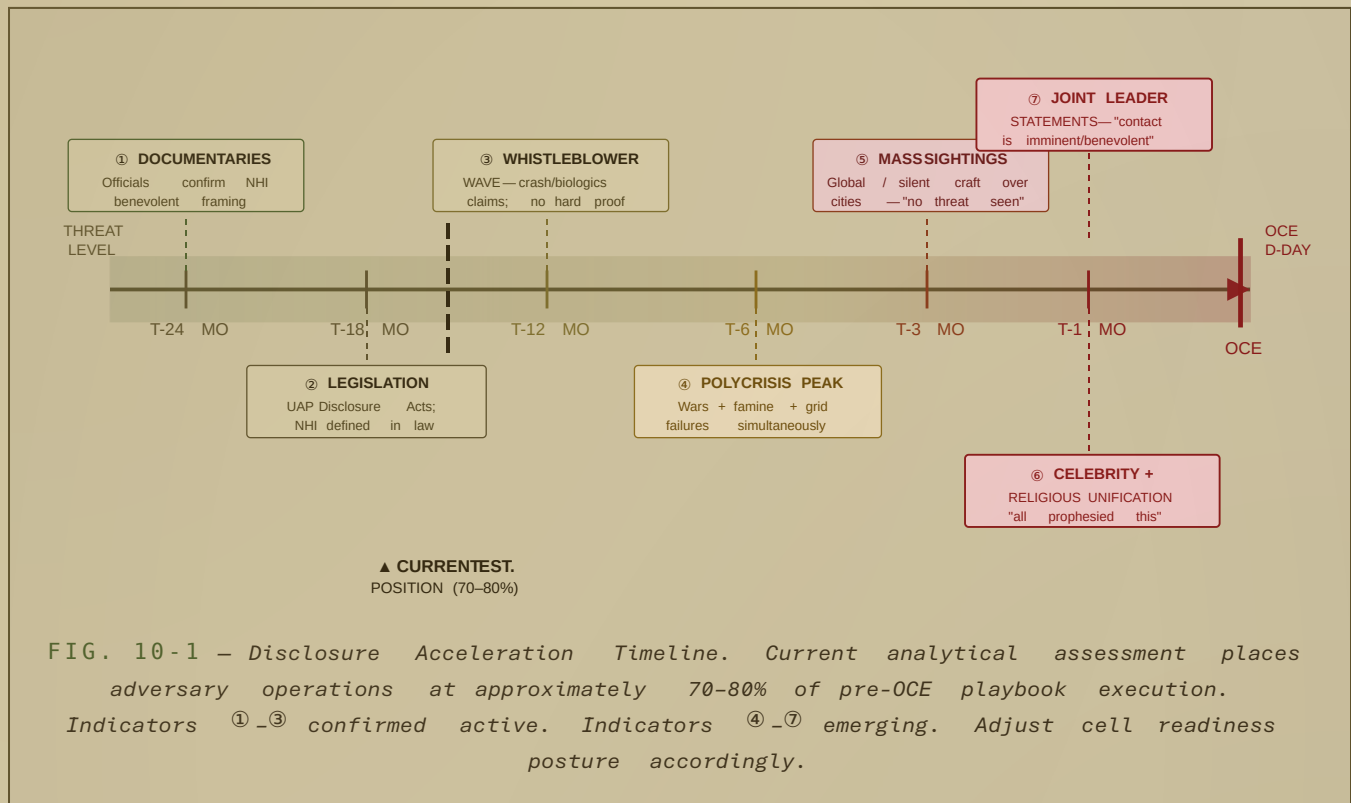 ⑦ JOINT LEADER
STATEMENTS—"contact
is imminent/benevolent"
① DOCUMENTARIES
Officials confirm NHI
benevolent framing
③ WHISTLEBLOWER
WAVE—crash/biologics
claims; no hard proof
⑤ MASS SIGHTINGS
Global / silent craft over
cities —"no threat seen"
THREAT
LEVEL
OCE
D-DAY
T-24 MO
T-18 MO
T-12 MO
T-6 MO
T-3 MO
T-1 MO
OCE
② LEGISLATION
UAP Disclosure Acts;
NHI defined in law
④ POLYCRISIS PEAK
Wars + famine + grid
failures simultaneously
⑥ CELEBRITY +
RELIGIOUS UNIFICATION
"all prophesied this"
▲ CURRENT EST.
POSITION (70–80%)
FIG. 10-1 — Disclosure Acceleration Timeline. Current analytical assessment places
adversary operations at approximately 70–80% of pre-OCE playbook execution.
Indicators ①–③ confirmed active. Indicators ④–⑦ emerging. Adjust cell readiness
posture accordingly.